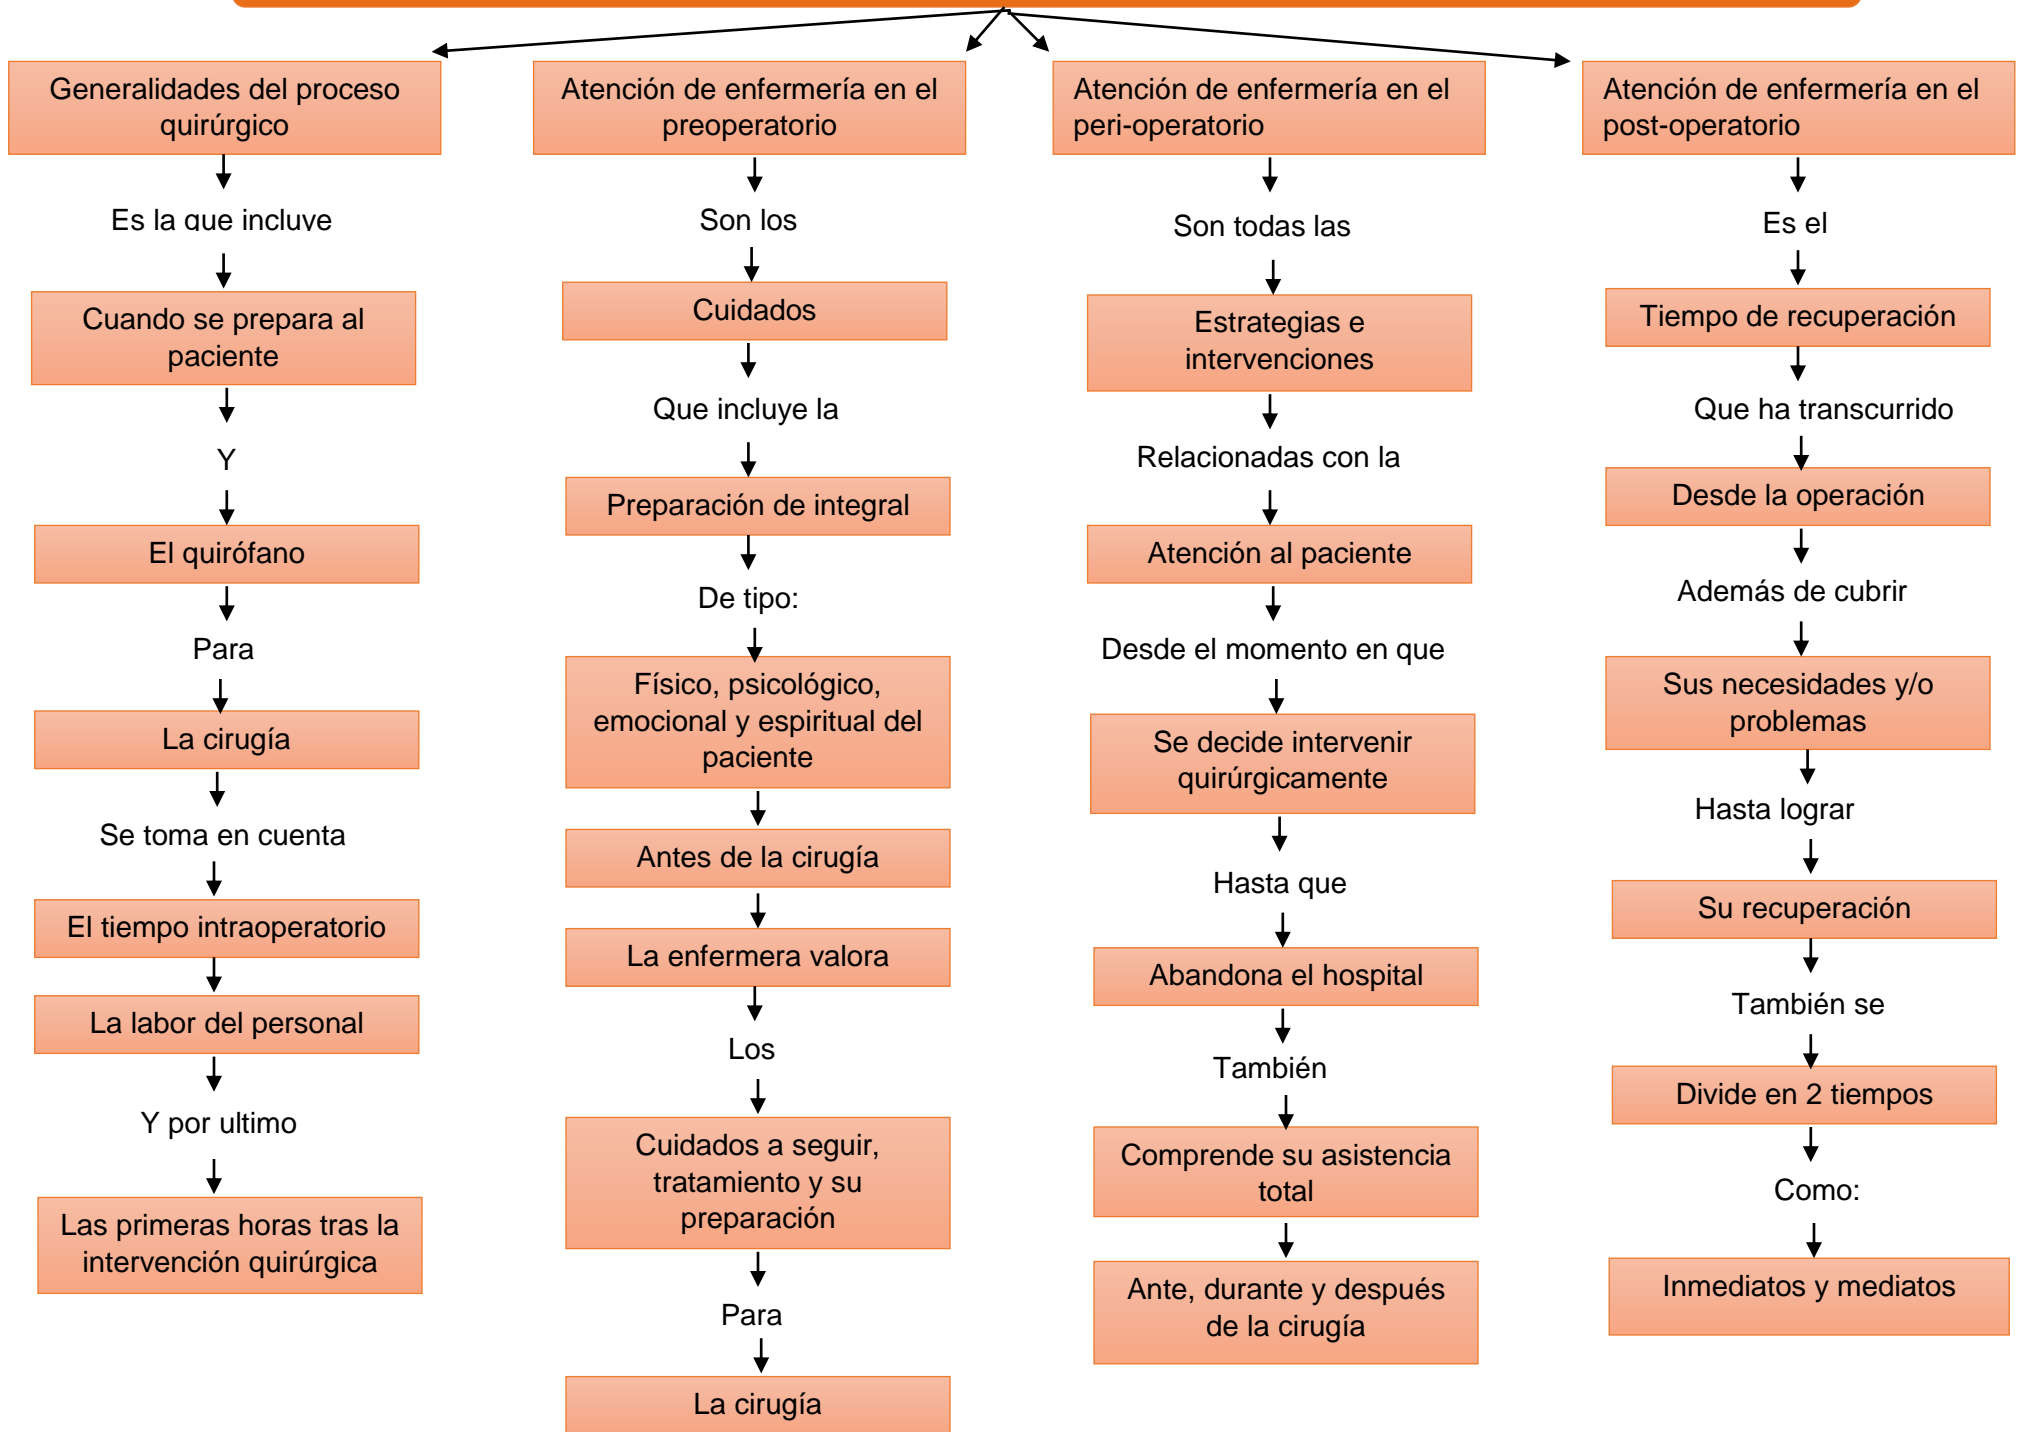 Generalidades del proceso
quirúrgico
Es la que incluye
Cuando se prepara al
paciente
Y
El quirófano
Para
La cirugía
Se toma en cuenta
El tiempo intraoperatorio
La labor del personal
Y por ultimo
Las primeras horas tras la
intervención quirúrgica
Atención de enfermería en el
preoperatorio
Son los
Cuidados
Que incluye la
Preparación de integral
De tipo:
Físico, psicológico,
emocional y espiritual del
paciente
Antes de la cirugía
La enfermera valora
Los
Cuidados a seguir,
tratamiento y su
preparación
Para
La cirugía
Atención de enfermería en el
peri-operatorio
Son todas las
Estrategias e
intervenciones
Relacionadas con la
Atención al paciente
Desde el momento en que
Se decide intervenir
quirúrgicamente
Hasta que
Abandona el hospital
También
Comprende su asistencia
total
Ante, durante y después
de la cirugía
Atención de enfermería en el
post-operatorio
Es el
Tiempo de recuperación
Que ha transcurrido
Desde la operación
Además de cubrir
Sus necesidades y/o
problemas
Hasta lograr
Su recuperación
También se
Divide en 2 tiempos
Como:
Inmediatos y mediatos